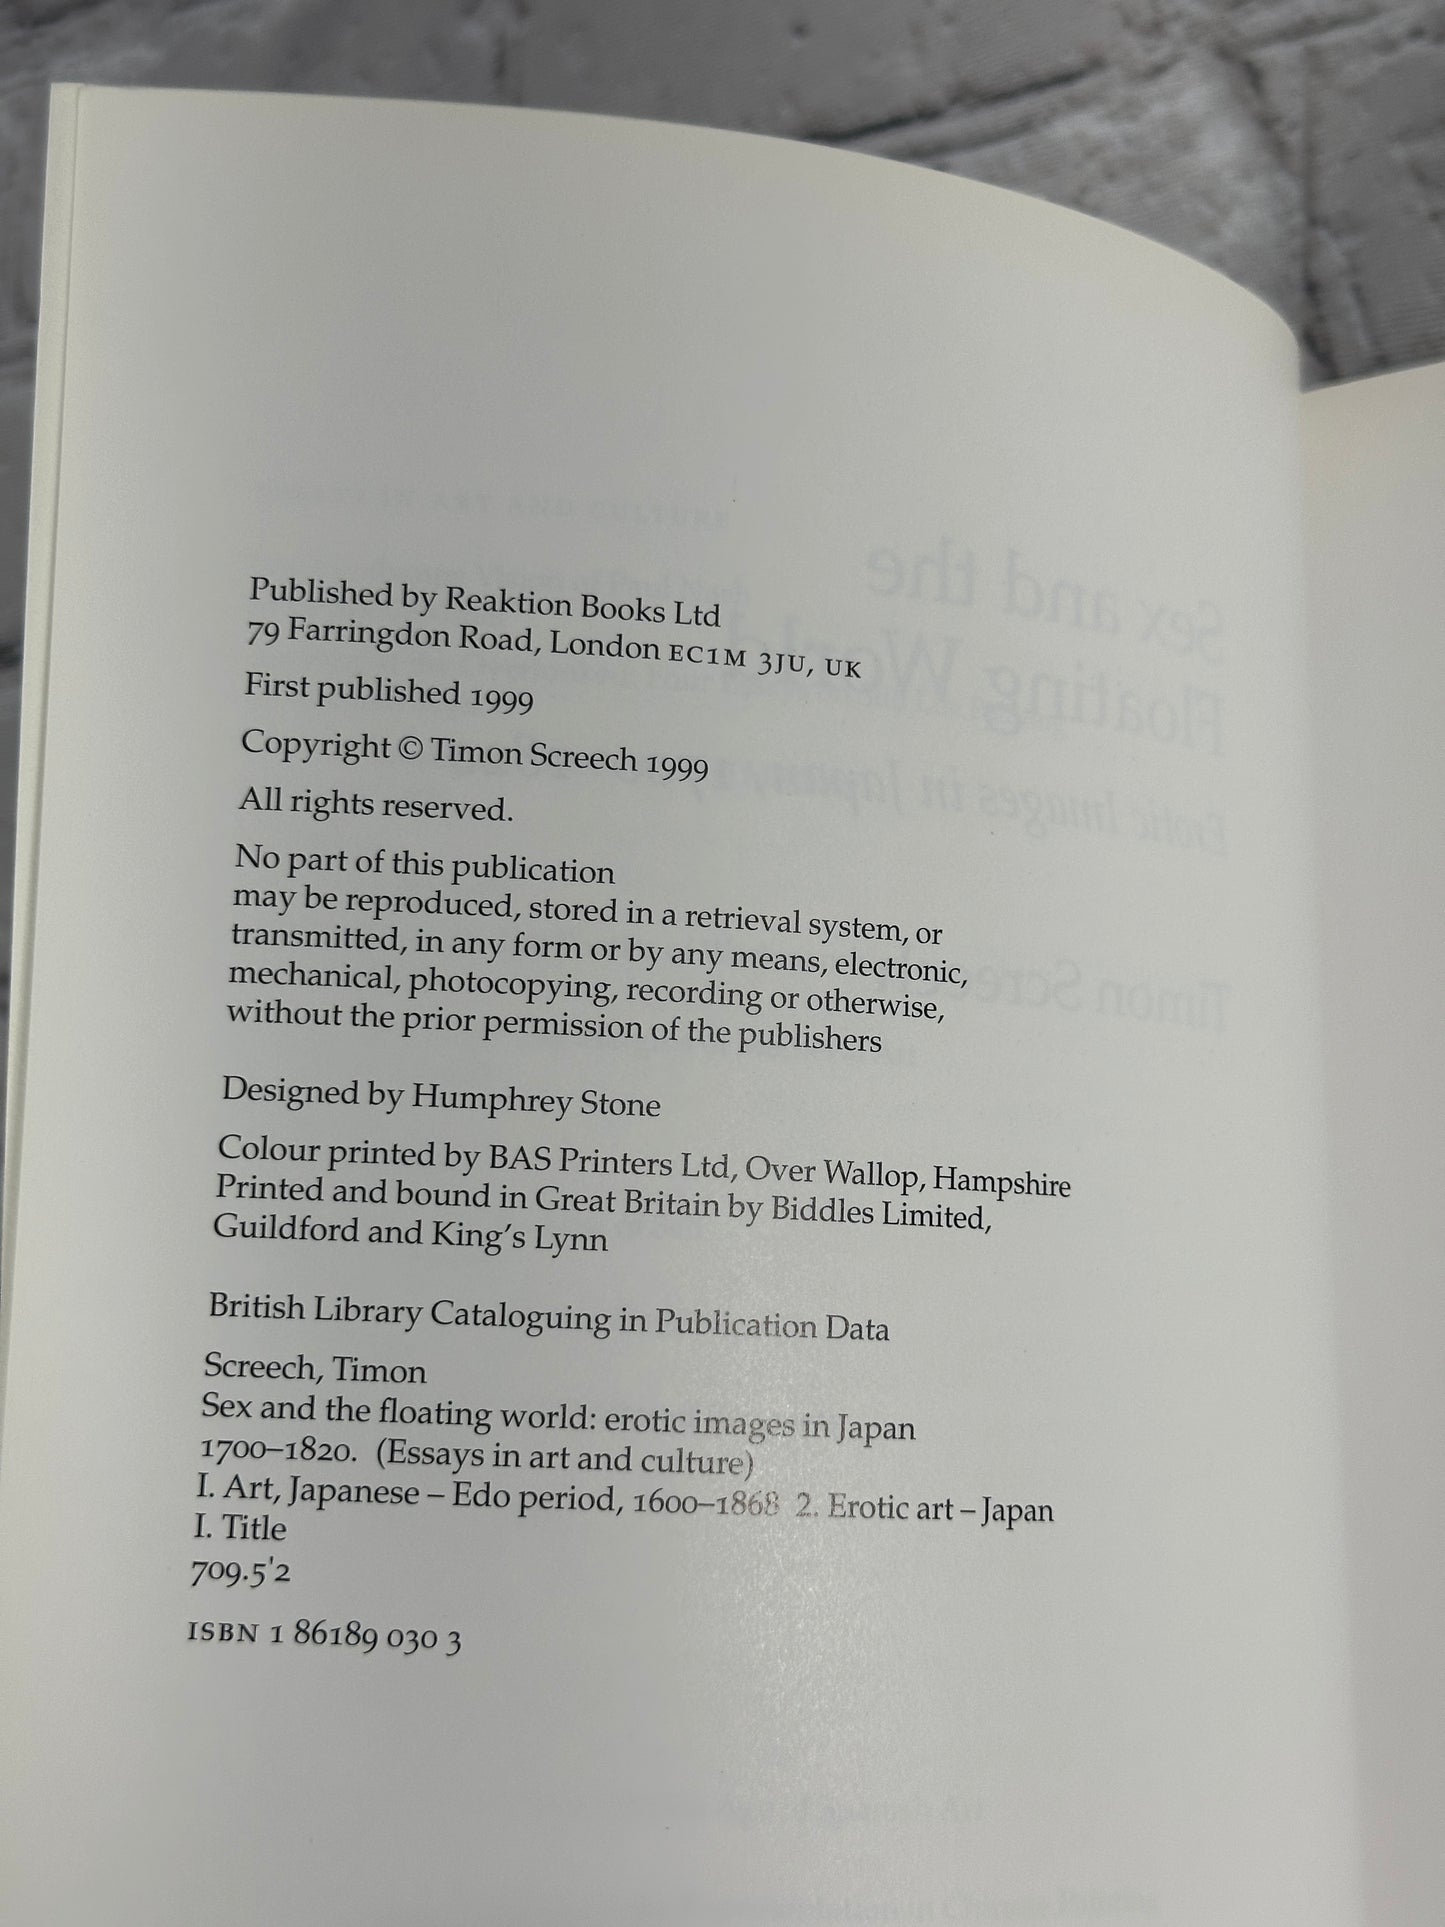 Published by Reaktion Books Ltd
79 Farringdon Road, London EC1M 3JU, UK
First published 1999
Copyright © Timon Screech 1999
All rights reserved.
No part of this publication
may be reproduced, stored in a retrieval system, or
transmitted, in any form or by any means, electronic,
mechanical, photocopying, recording or otherwise,
without the prior permission of the publishers
Designed by Humphrey Stone
Colour printed by BAS Printers Ltd, Over Wallop, Hampshire
Printed and bound in Great Britain by Biddles Limited,
Guildford and King's Lynn
British Library Cataloguing in Publication Data
Screech, Timon
Sex and the floating world: erotic images in Japan
1700–1820. (Essays in art and culture)
I. Art, Japanese – Edo period, 1600–1868 2. Erotic art – Japan
I. Title
709.5'2
ISBN 1 86189 030 3